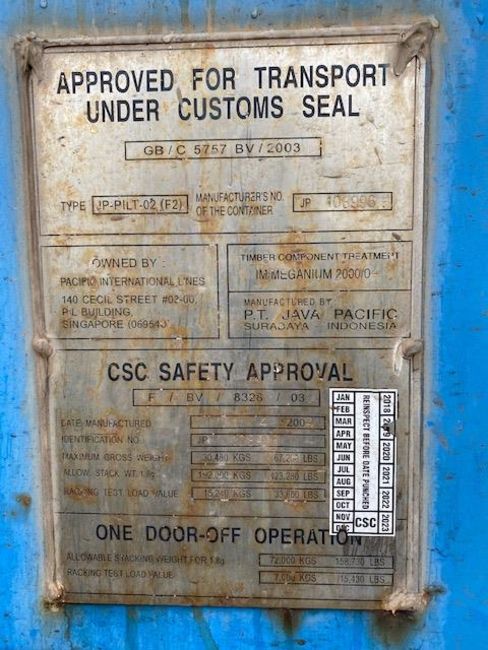 APPROVED FOR TRANSPORT
UNDER CUSTOMS SEAL
GB / C 5757 BV / 2003
TYPE JP-PILT-02 (F2) MANUFACTURER'S NO. OF THE CONTAINER JP
OWNED BY :
PACIFIC INTERNATIONAL LINES
140 CECIL STREET #02-00,
PIL BUILDING,
SINGAPORE (069540)
TIMBER COMPONENT TREATMENT
IM/MEGANIUM 2000/0
MANUFACTURED BY
P.T. JAVA PACIFIC
SURABAYA - INDONESIA
CSC SAFETY APPROVAL
F / BV / 8326 / 03
DATE MANUFACTURED
IDENTIFICATION NO. JP
MAXIMUM GROSS WEIGHT 30,480 KGS LBS
ALLOW. STACK. WT. 1.8g KGS LBS
RACKING TEST LOAD VALUE 15,240 KGS LBS
JAN
FEB
MAR
APR
MAY
JUN
JUL
AUG
SEP
OCT
NOV
DEC
REINSPECT BEFORE DATE PUNCHED
CSC
2018 2019 2020 2021 2022 2023
ONE DOOR-OFF OPERATION
ALLOWABLE STACKING WEIGHT FOR 1.8g 72,000 KGS 158,730 LBS
RACKING TEST LOAD VALUE 7,000 KGS 15,430 LBS